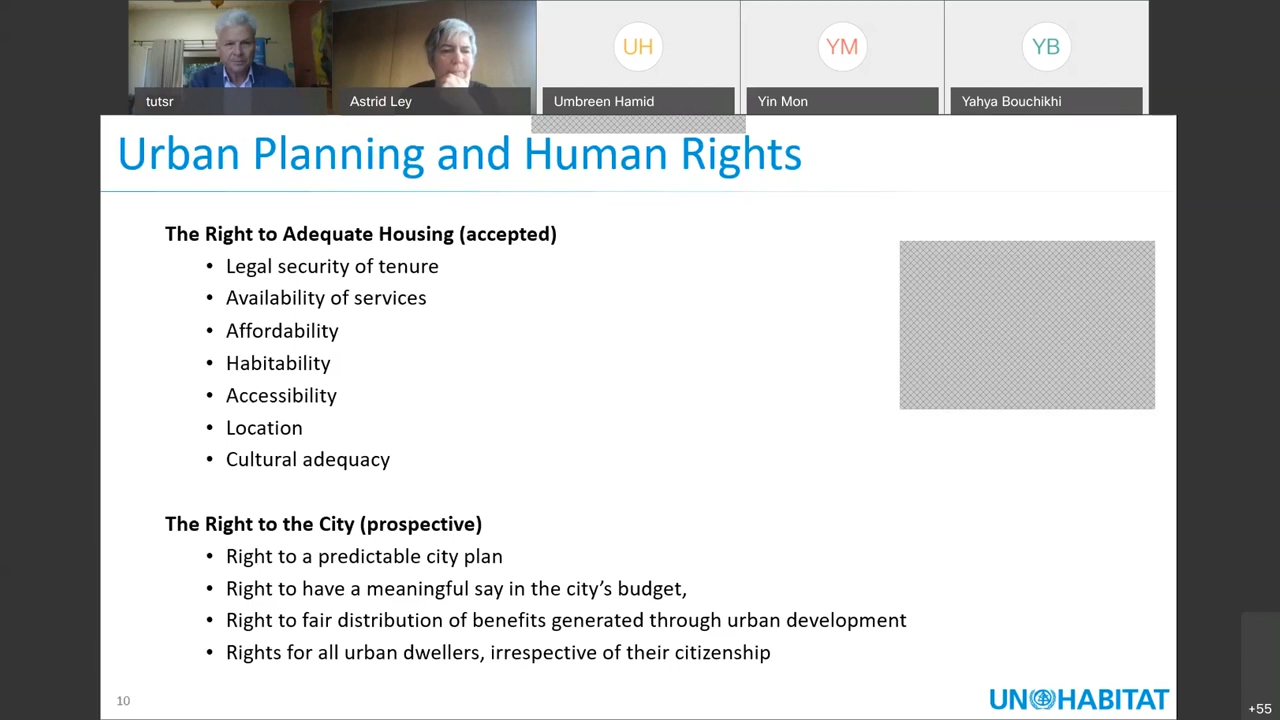 UH
YM
YB
tutsr
Astrid Ley
Umbreen Hamid
Yin Mon
Yahya Bouchikhi
Urban Planning and Human Rights
The Right to Adequate Housing (accepted)
• Legal security of tenure
• Availability of services
• Affordability
• Habitability
• Accessibility
• Location
• Cultural adequacy
The Right to the City (prospective)
• Right to a predictable city plan
• Right to have a meaningful say in the city’s budget,
• Right to fair distribution of benefits generated through urban development
• Rights for all urban dwellers, irrespective of their citizenship
10
UN HABITAT
+55